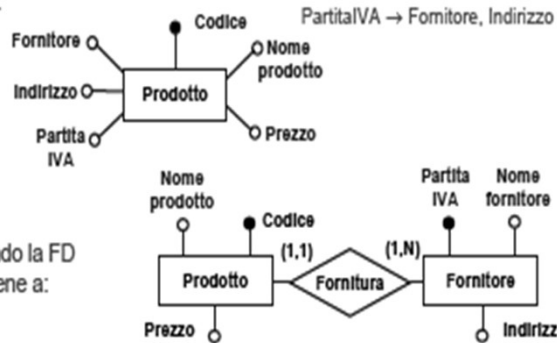 Codice
PartitaIVA → Fornitore, Indirizzo
Fornitore
Nome
prodotto
Indirizzo
Prodotto
Partita
IVA
Prezzo
Nome
prodotto
Partita
IVA
Nome
fornitore
Codice
do la FD
ene a:
(1,1)
(1,N)
Prodotto
Fornitura
Fornitore
Prezzo
Indirizz